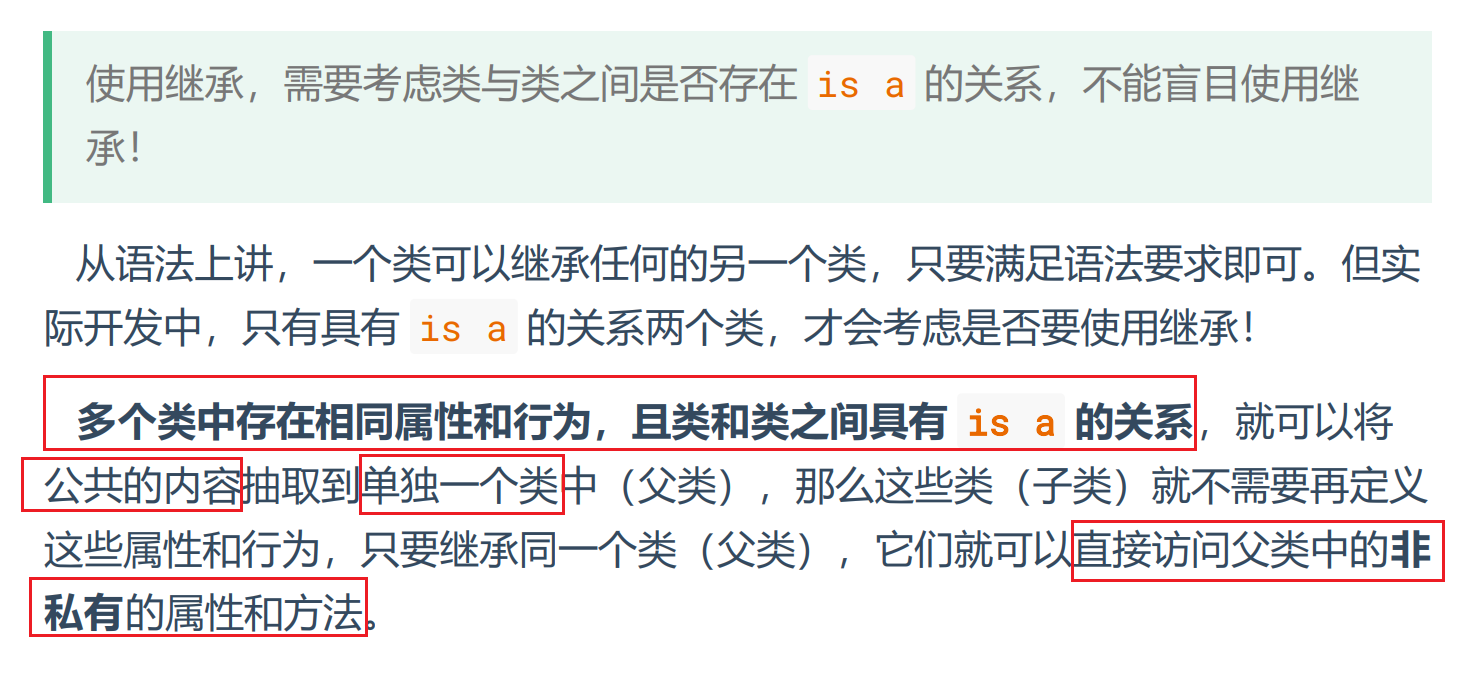 使用继承，需要考虑类与类之间是否存在 is a 的关系，不能盲目使用继
承！
从语法上讲，一个类可以继承任何的另一个类，只要满足语法要求即可。但实
际开发中，只有具有 is a 的关系两个类，才会考虑是否要使用继承！
多个类中存在相同属性和行为，且类和类之间具有 is a 的关系，就可以将
公共的内容抽取到单独一个类中（父类），那么这些类（子类）就不需要再定义
这些属性和行为，只要继承同一个类（父类），它们就可以直接访问父类中的非
私有的属性和方法。